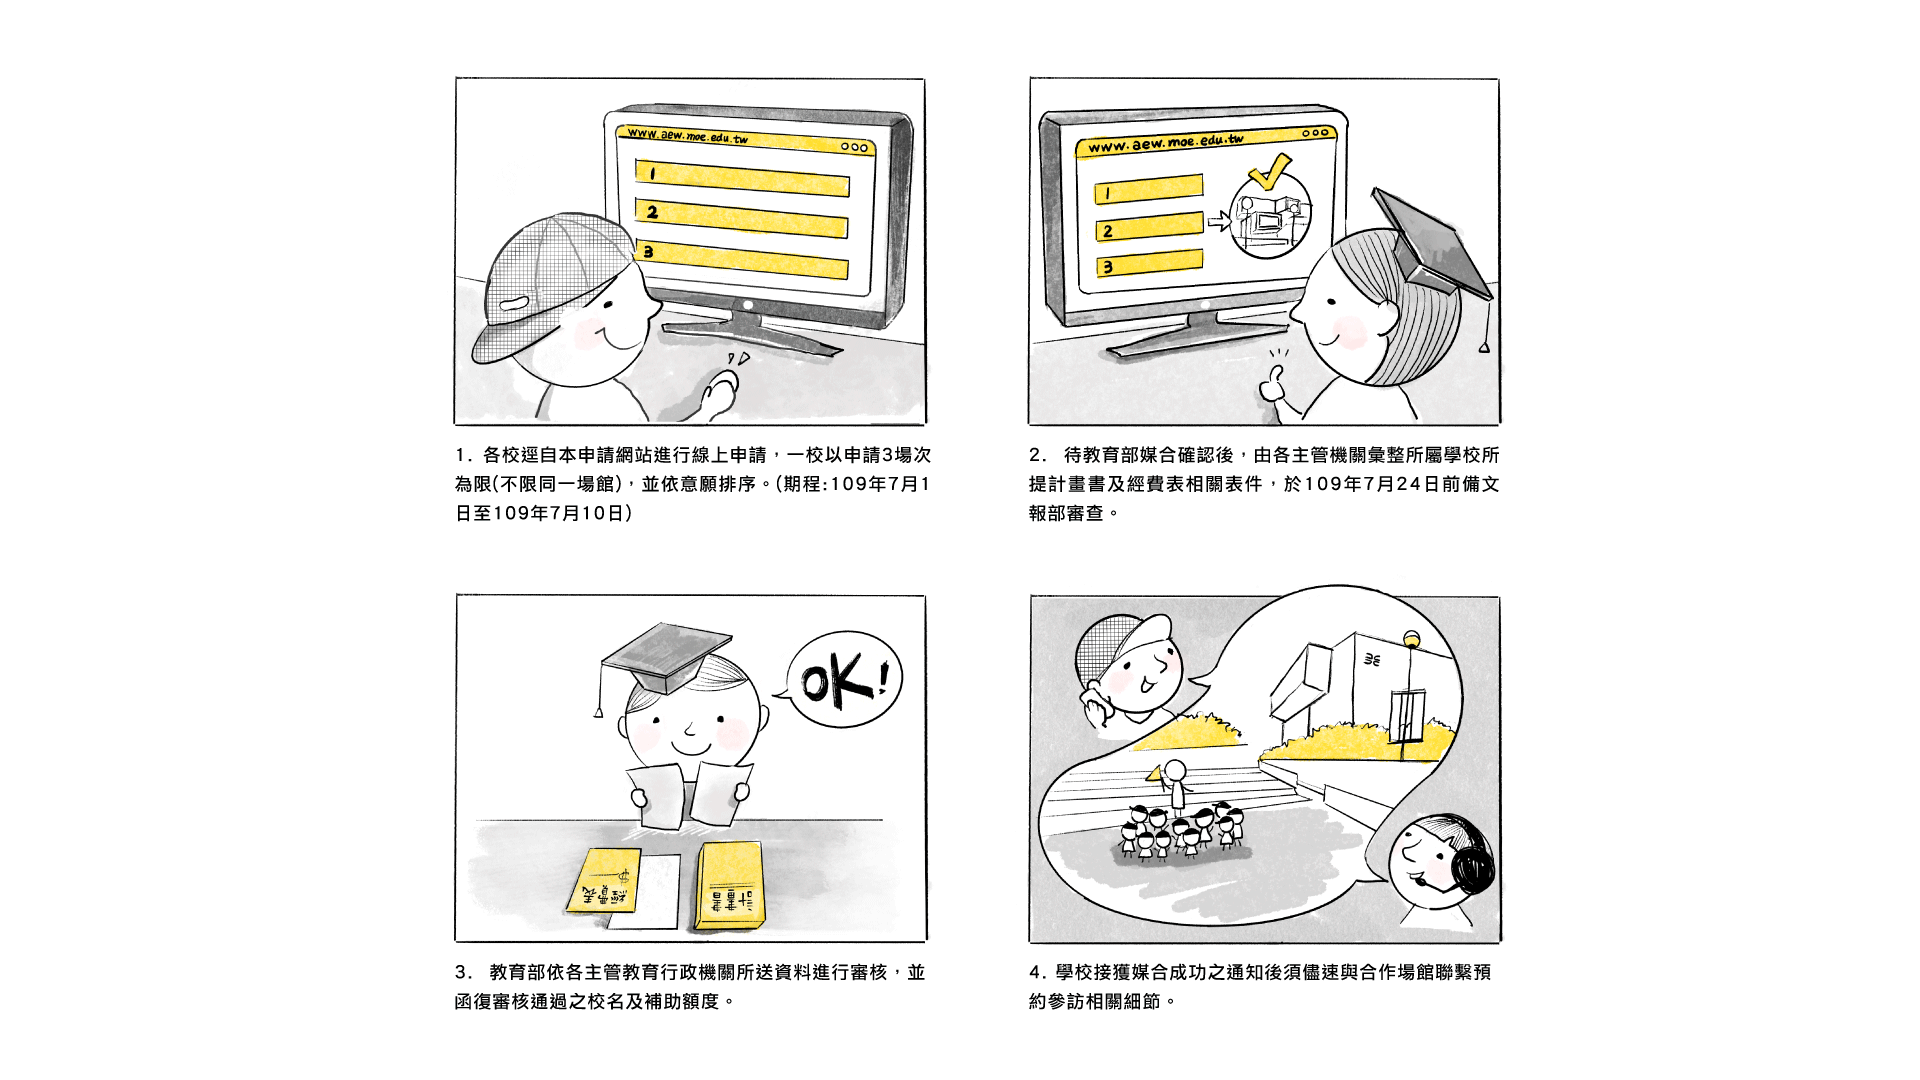 www.aew.moe.edu.tw
1
2
3
1. 各校逕自本申請網站進行線上申請，一校以申請3場次
為限(不限同一場館)，並依意願排序。(期程:109年7月1
日至109年7月10日)
www.aew.moe.edu.tw
1
2
3
2. 待教育部媒合確認後，由各主管機關彙整所屬學校所
提計畫書及經費表相關表件，於109年7月24日前備文
報部審查。
OK!
經費表
$
計畫書
3. 教育部依各主管教育行政機關所送資料進行審核，並
函復審核通過之校名及補助額度。
4. 學校接獲媒合成功之通知後須儘速與合作場館聯繫預
約參訪相關細節。